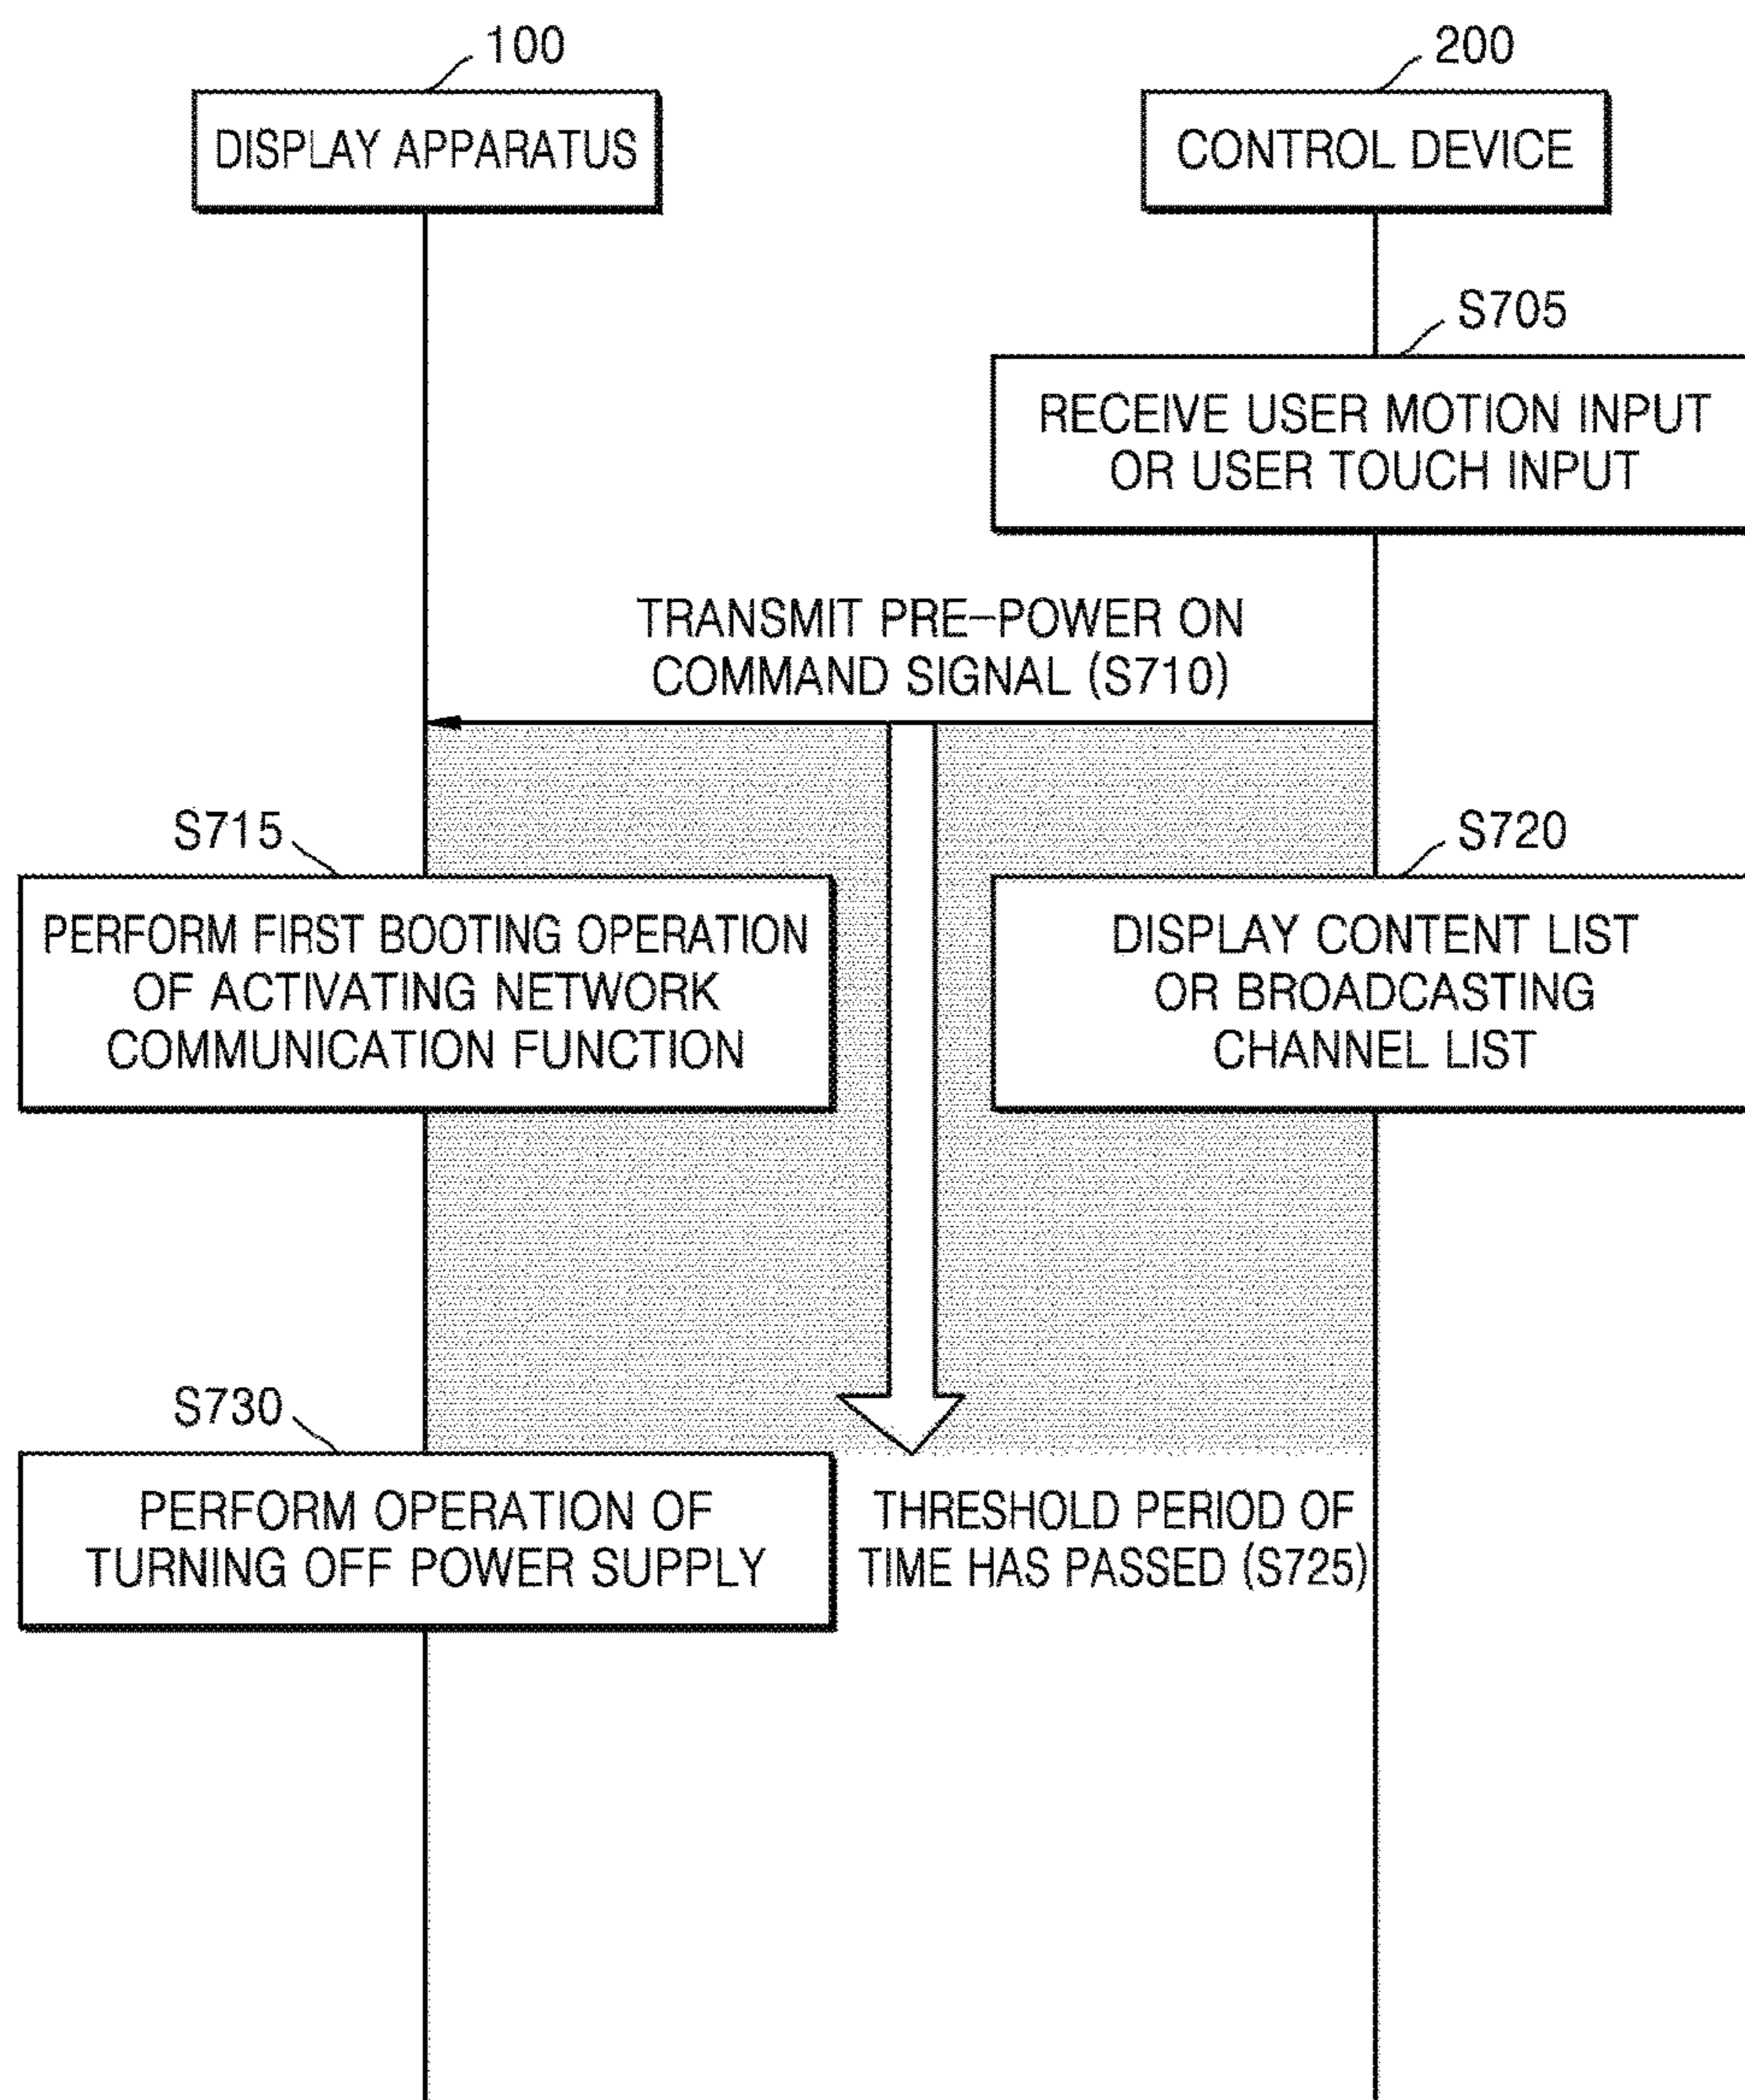 100
200
DISPLAY APPARATUS
CONTROL DEVICE
S705
RECEIVE USER MOTION INPUT
OR USER TOUCH INPUT
TRANSMIT PRE-POWER ON
COMMAND SIGNAL (S710)
S715
S720
PERFORM FIRST BOOTING OPERATION
OF ACTIVATING NETWORK
COMMUNICATION FUNCTION
DISPLAY CONTENT LIST
OR BROADCASTING
CHANNEL LIST
S730
PERFORM OPERATION OF
TURNING OFF POWER SUPPLY
THRESHOLD PERIOD OF
TIME HAS PASSED (S725)